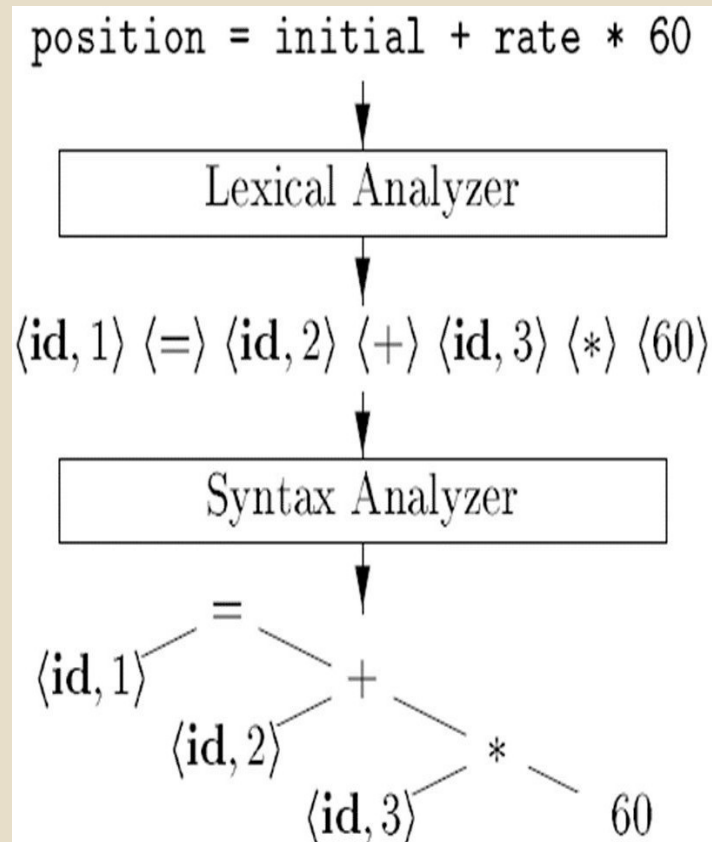 position = initial + rate * 60
Lexical Analyzer
⟨id, 1⟩ ⟨=⟩ ⟨id, 2⟩ ⟨+⟩ ⟨id, 3⟩ ⟨*⟩ ⟨60⟩
Syntax Analyzer
=
⟨id, 1⟩ +
⟨id, 2⟩ *
⟨id, 3⟩ 60